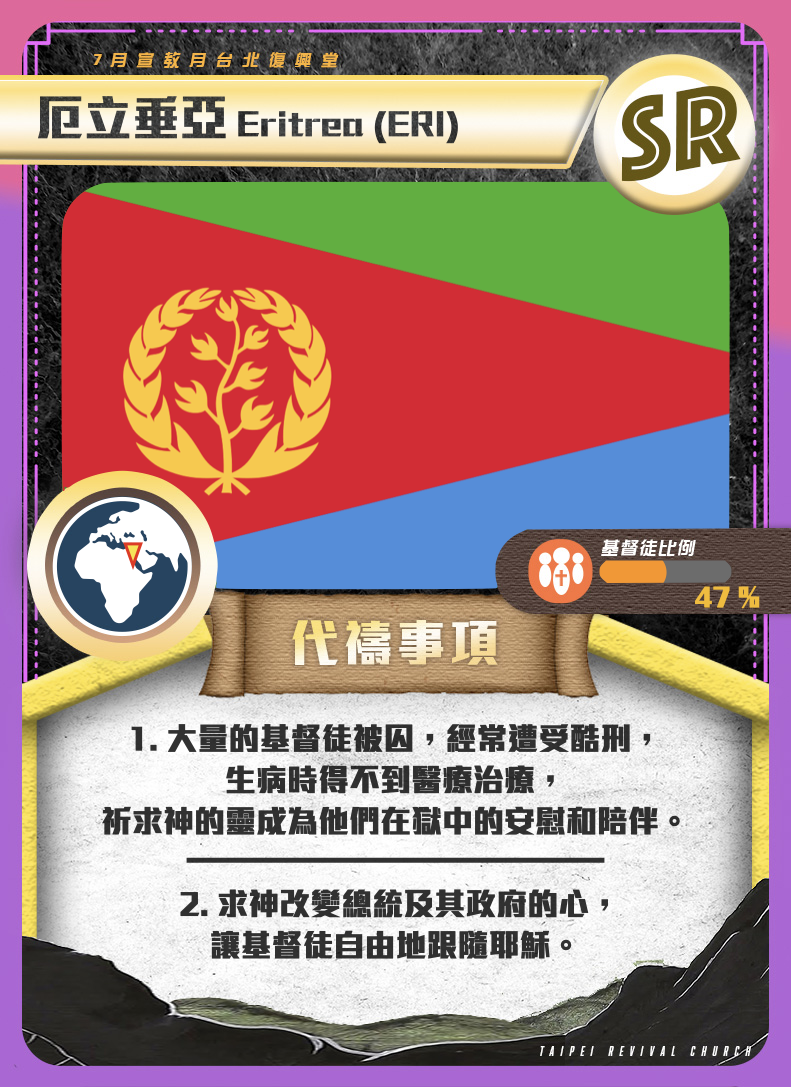 7月宣教月台北復興堂
厄立垂亞 Eritrea (ERI)
SR
基督徒比例
47 %
代禱事項
1. 大量的基督徒被囚，經常遭受酷刑，
生病時得不到醫療治療，
祈求神的靈成為他們在獄中的安慰和陪伴。
2. 求神改變總統及其政府的心，
讓基督徒自由地跟隨耶穌。
TAIPEI REVIVAL CHURCH